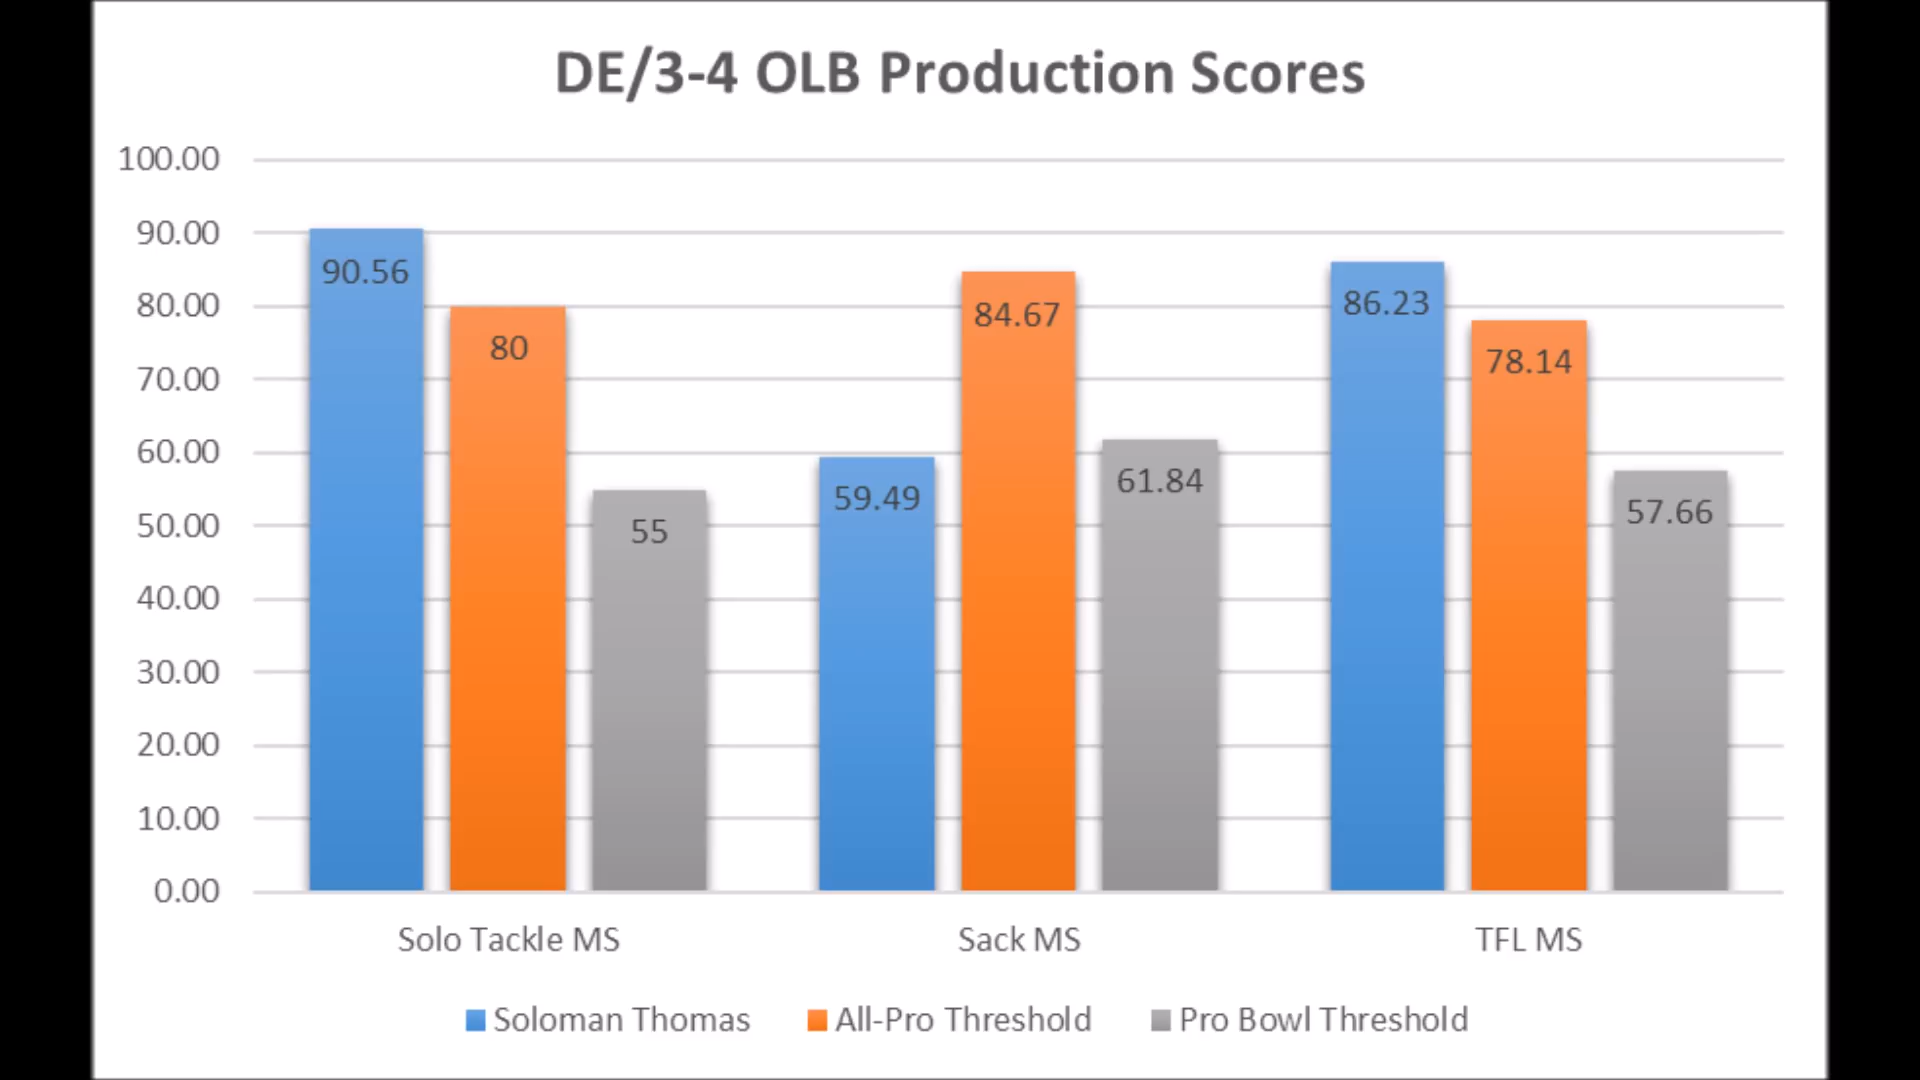 DE/3-4 OLB Production Scores
100.00
90.00
80.00
70.00
60.00
50.00
40.00
30.00
20.00
10.00
0.00
90.56
80
55
59.49
84.67
61.84
86.23
78.14
57.66
Solo Tackle MS
Sack MS
TFL MS
Soloman Thomas
All-Pro Threshold
Pro Bowl Threshold